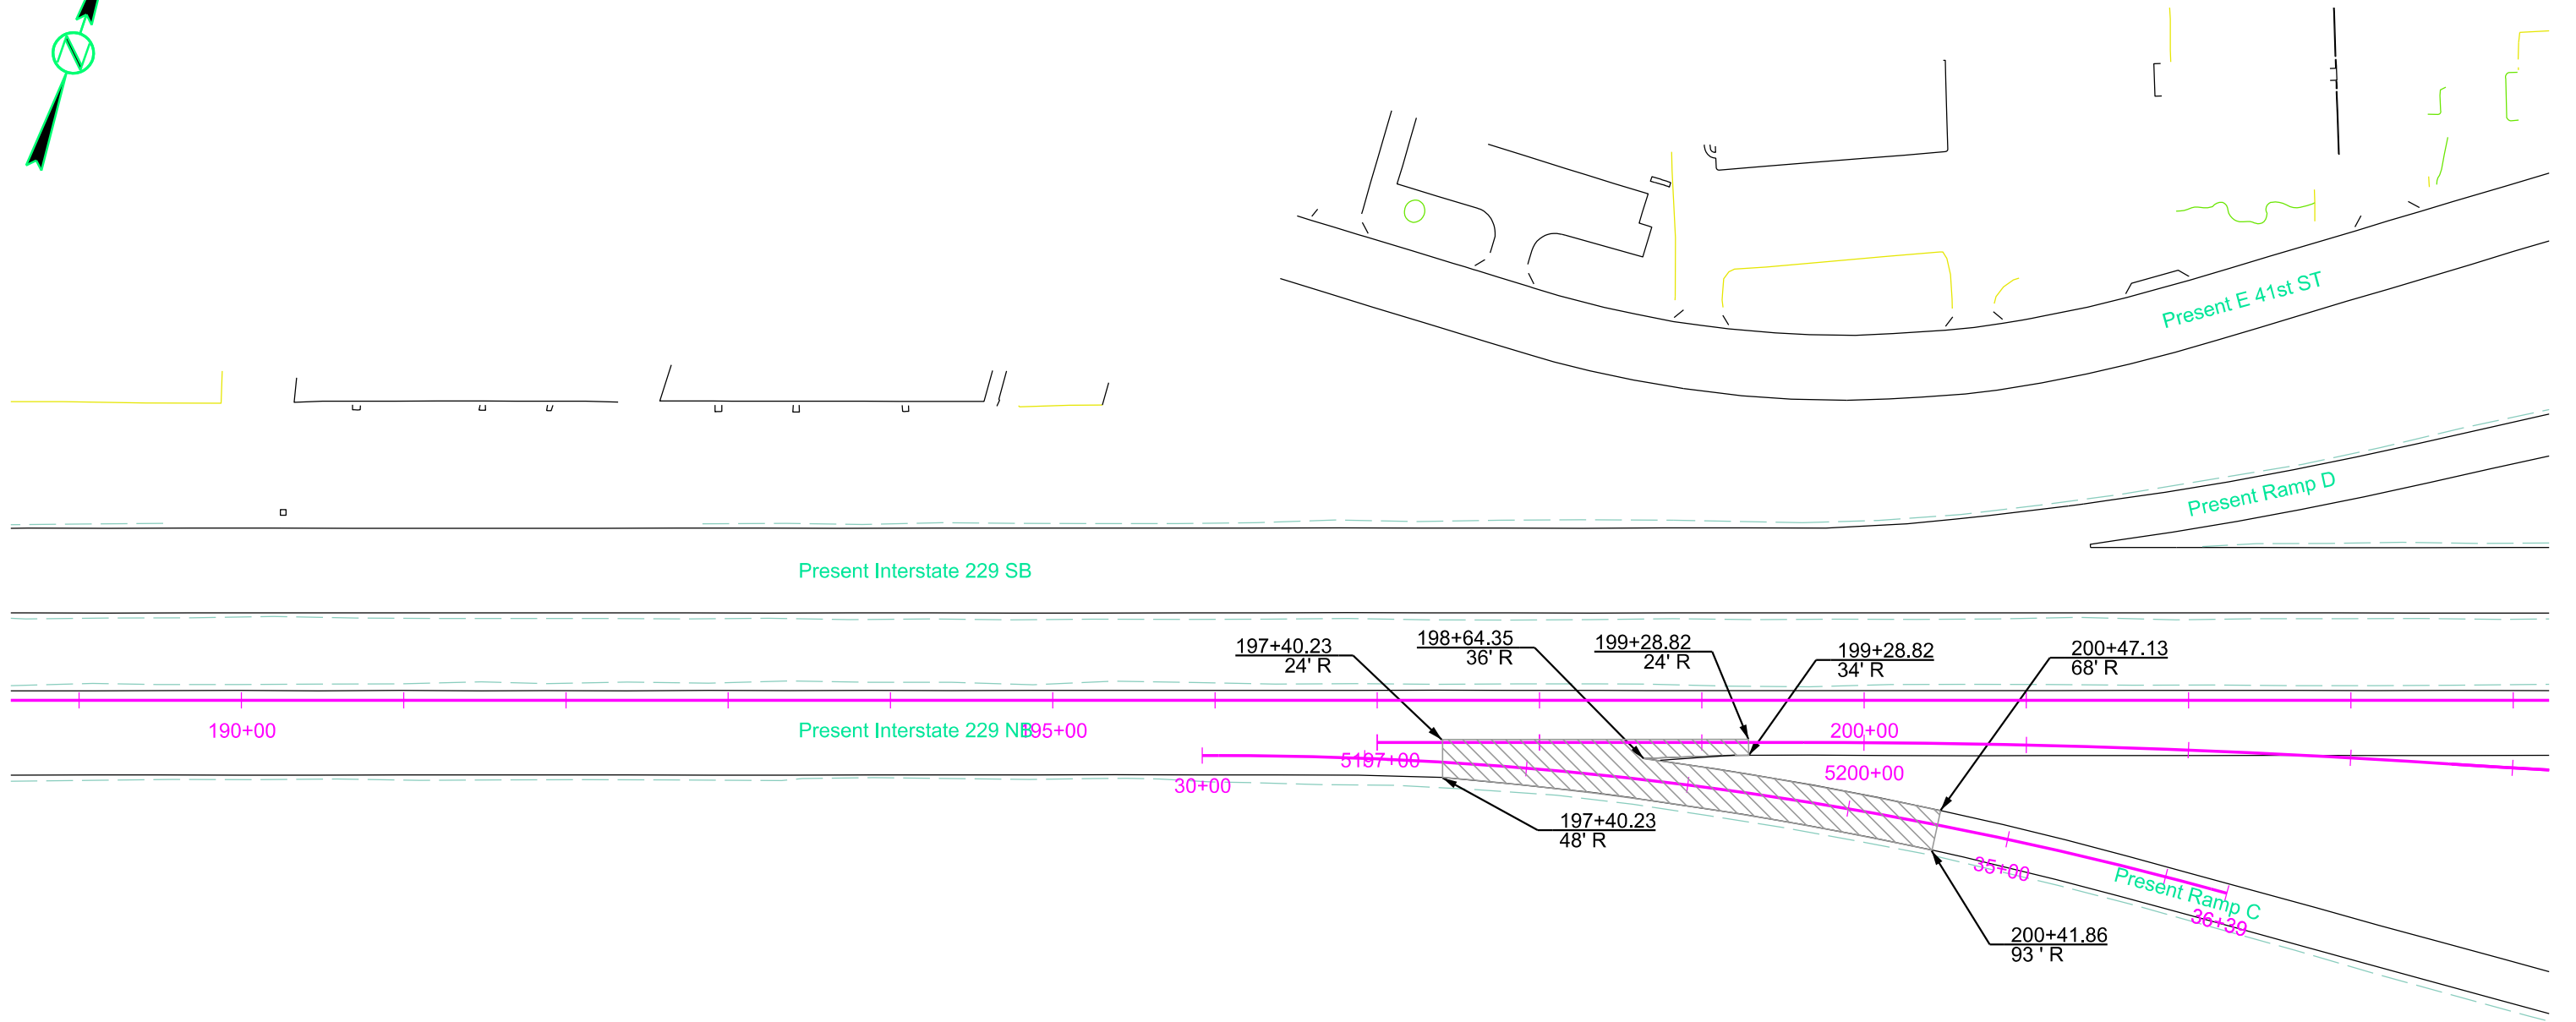 N
Present E 41st ST
Present Ramp D
Present Interstate 229 SB
197+40.23
24' R
198+64.35
36' R
199+28.82
24' R
199+28.82
34' R
200+47.13
68' R
190+00
Present Interstate 229 NB
195+00
200+00
5197+00
5200+00
30+00
197+40.23
48' R
35+00
Present Ramp C
36+39
200+41.86
93 ' R